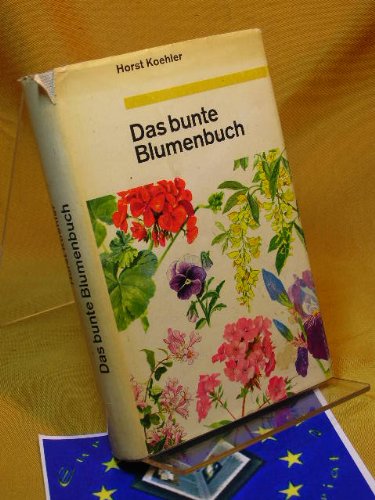 Horst Koehler
Das bunte
Blumenbuch
Das bunte Blumenbuch